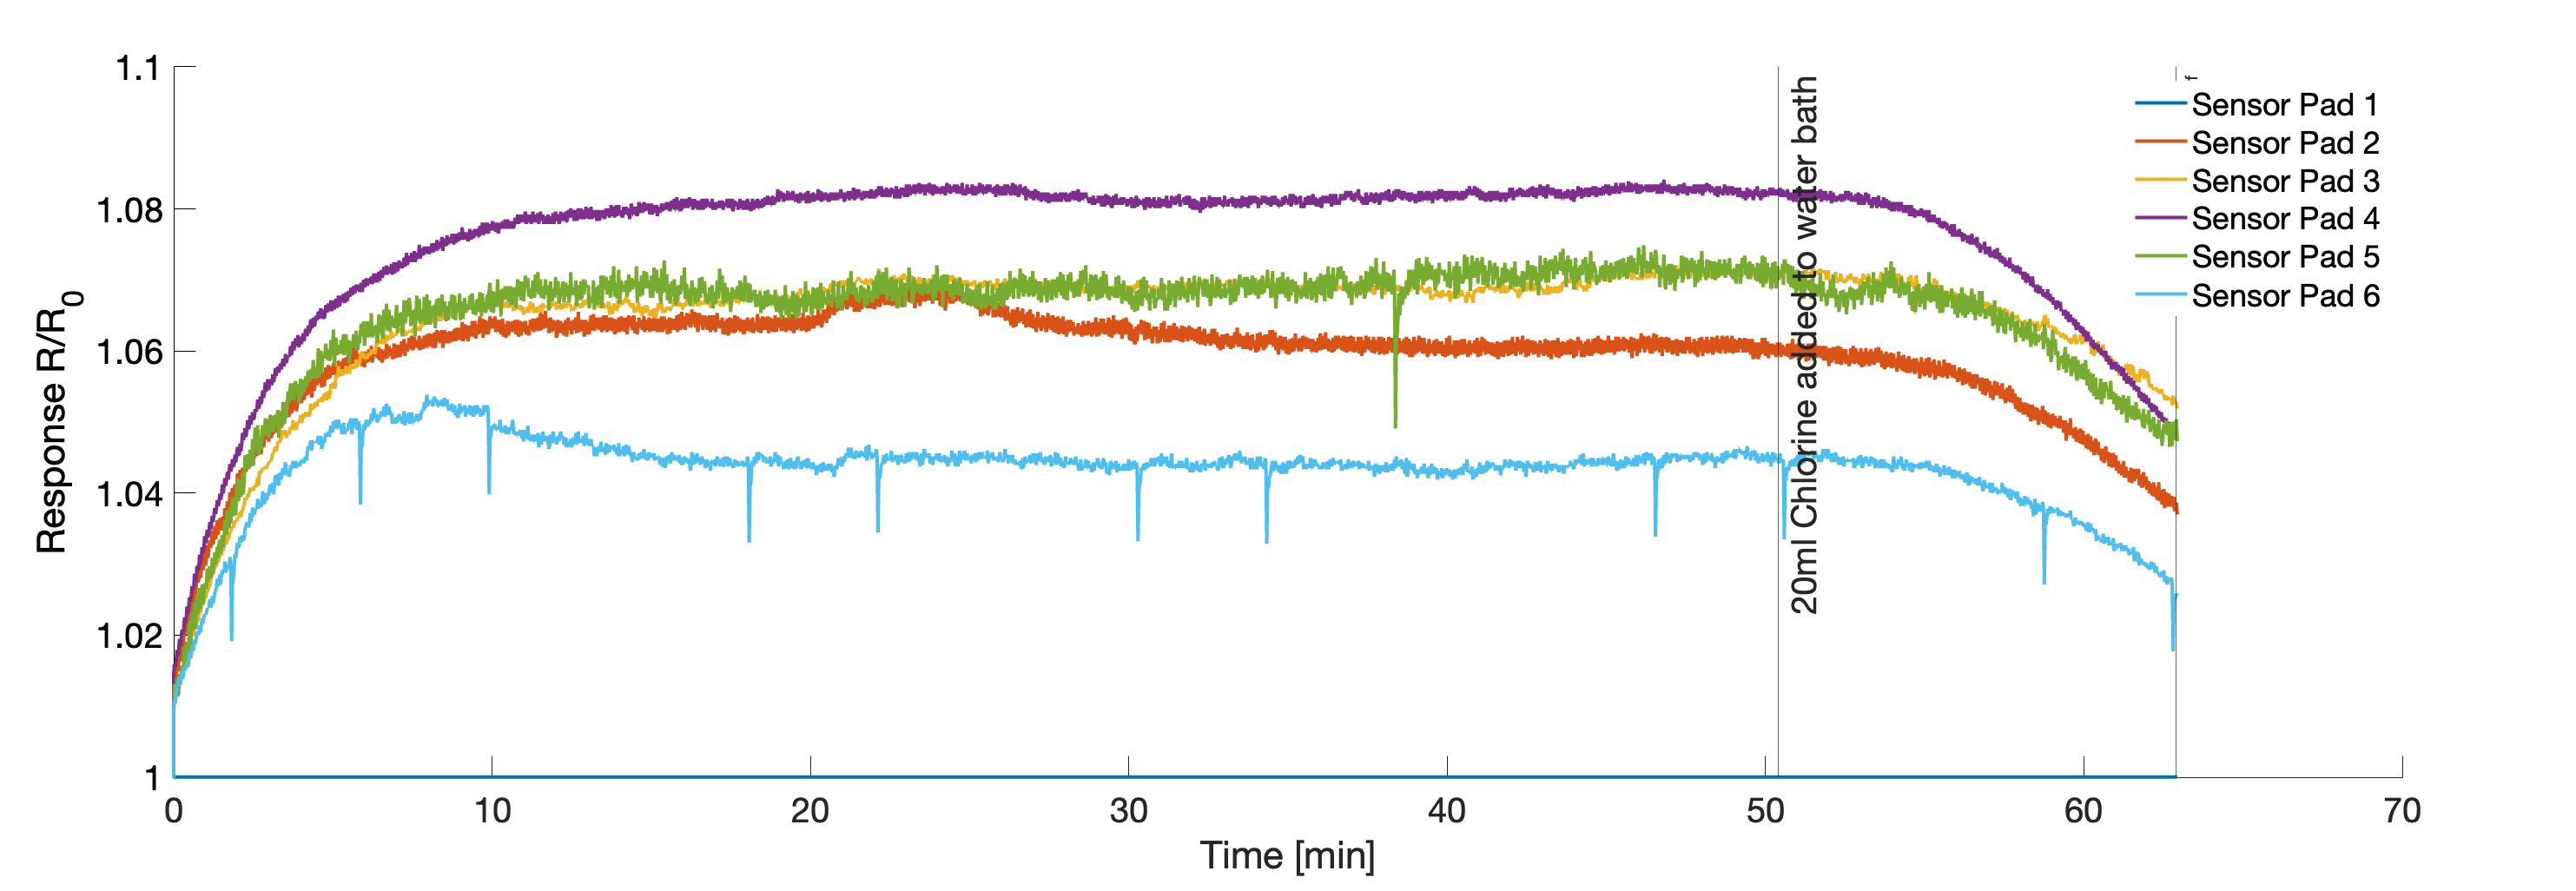 1.1
1.08
1.06
1.04
1.02
1
Response R/R0
0
10
20
30
40
50
60
70
Time [min]
20ml Chlorine added to water bath
f
Sensor Pad 1
Sensor Pad 2
Sensor Pad 3
Sensor Pad 4
Sensor Pad 5
Sensor Pad 6